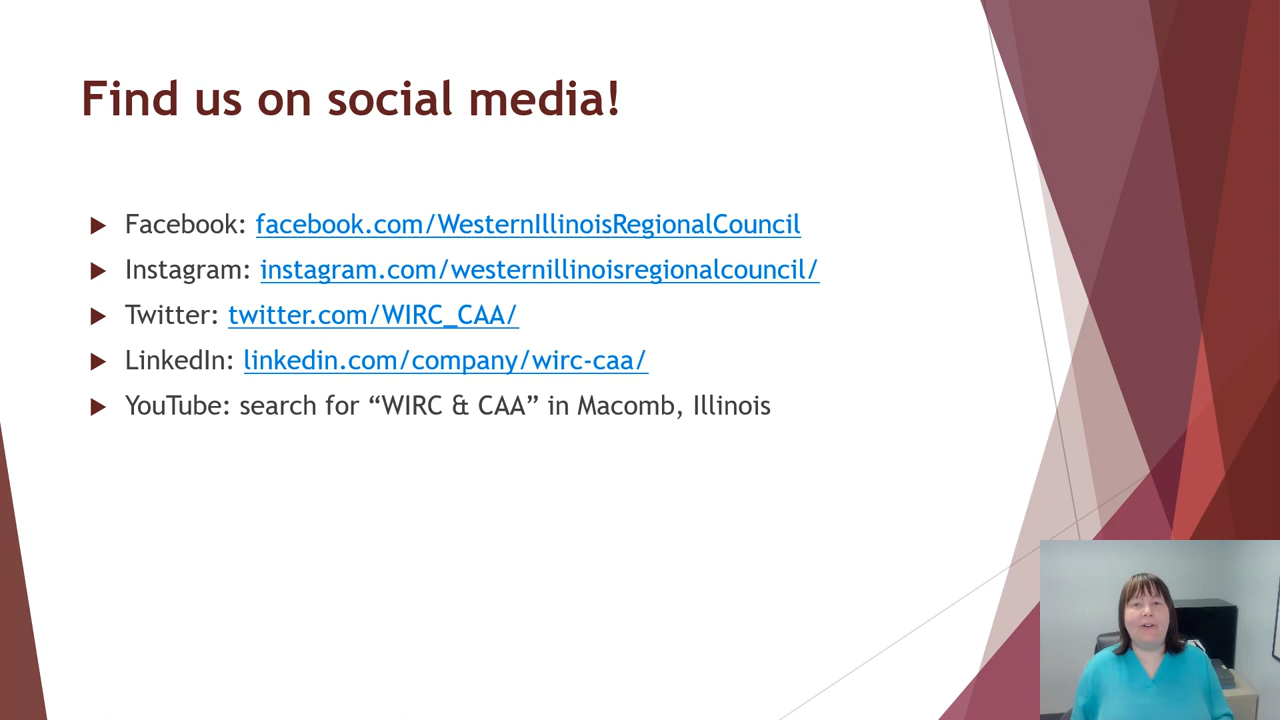 Find us on social media!
Facebook: facebook.com/WesternIllinoisRegionalCouncil
Instagram: instagram.com/westernillinoisregionalcouncil/
Twitter: twitter.com/WIRC_CAA/
LinkedIn: linkedin.com/company/wirc-caa/
YouTube: search for “WIRC & CAA” in Macomb, Illinois